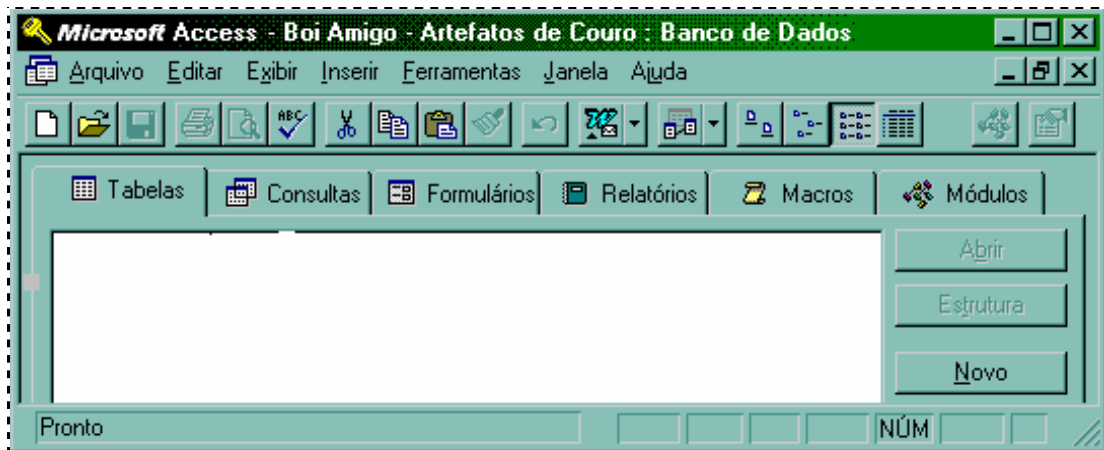 Microsoft Access - Boi Amigo - Artefatos de Couro : Banco de Dados
Arquivo Editar Exibir Inserir Ferramentas Janela Ajuda
ABC
Tabelas Consultas Formulários Relatórios Macros Módulos
Abrir
Estrutura
Novo
Pronto NÚM